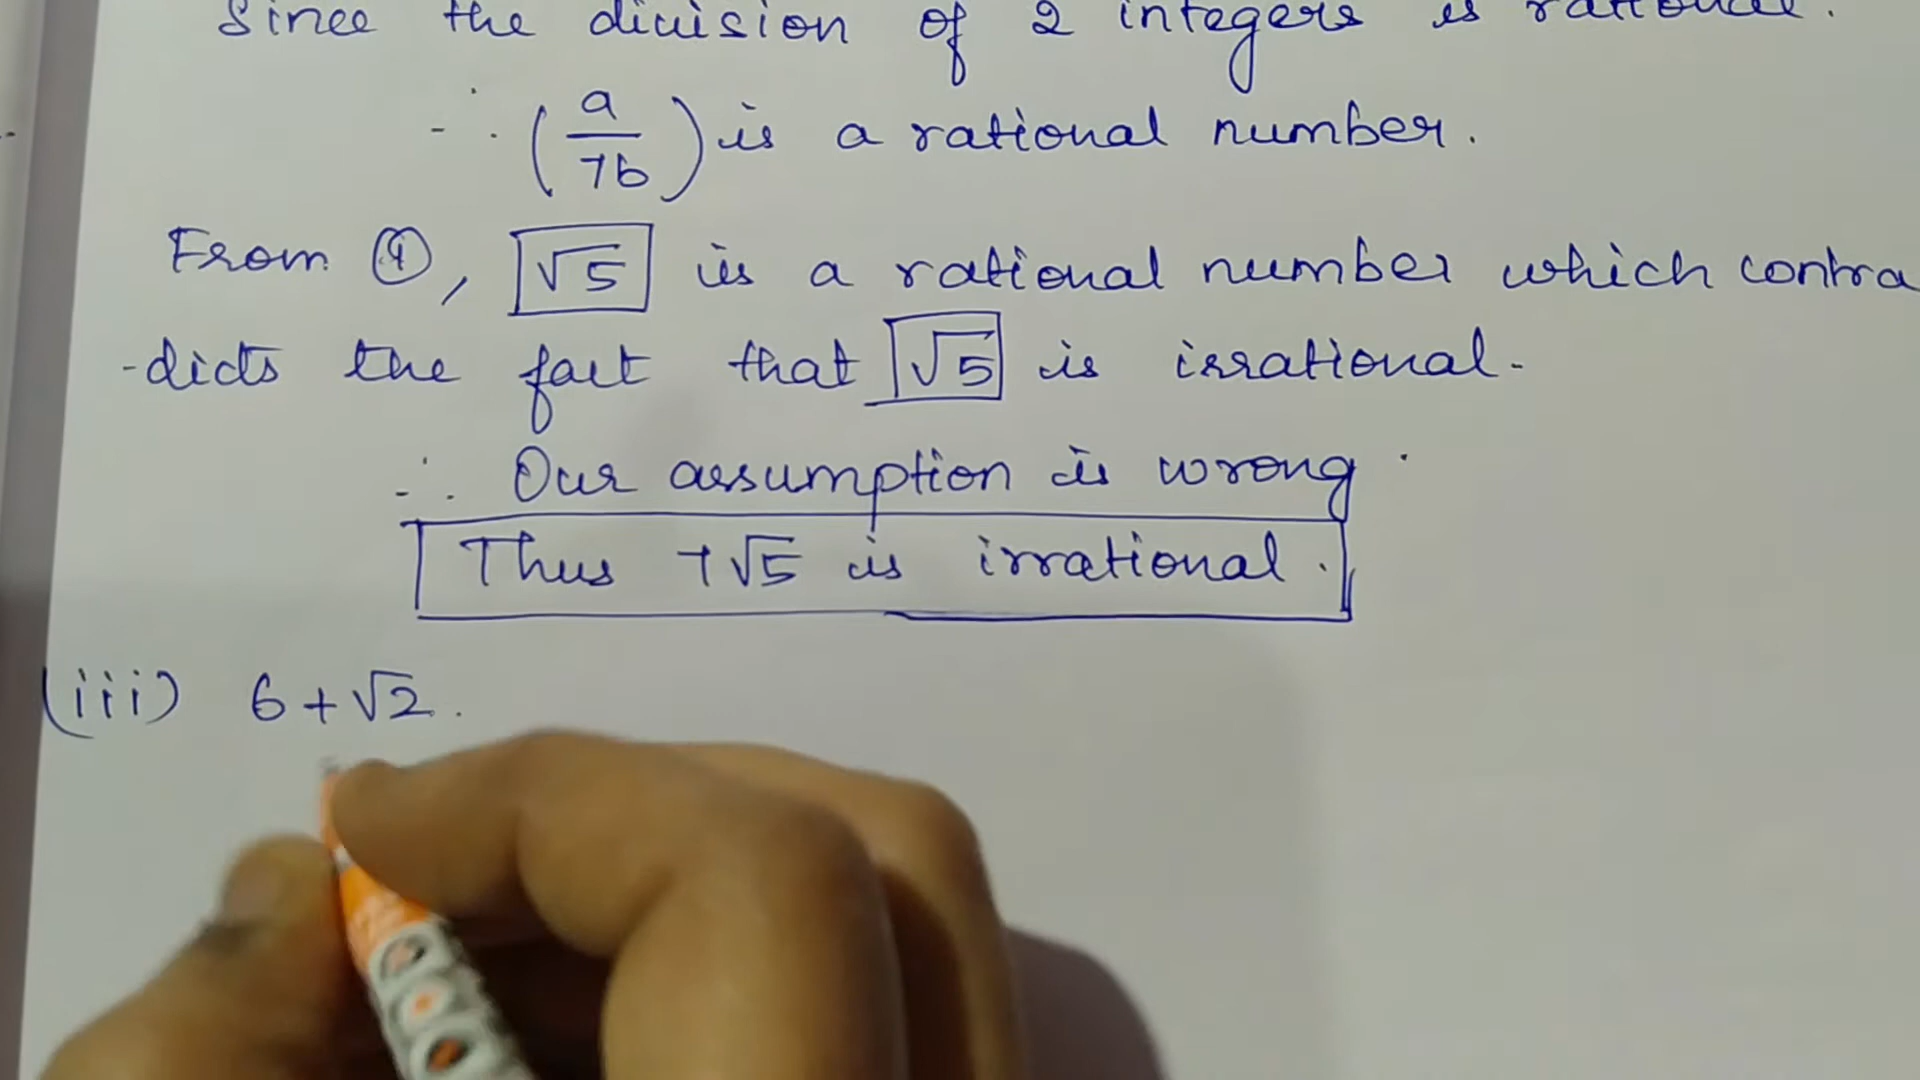 Since the division of 2 integers is rational.
∴ (a/7b) is a rational number.
From ①, √5 is a rational number which contra
-dicts the fact that √5 is irrational.
∴ Our assumption is wrong.
Thus 7√5 is irrational.
(iii) 6+√2.